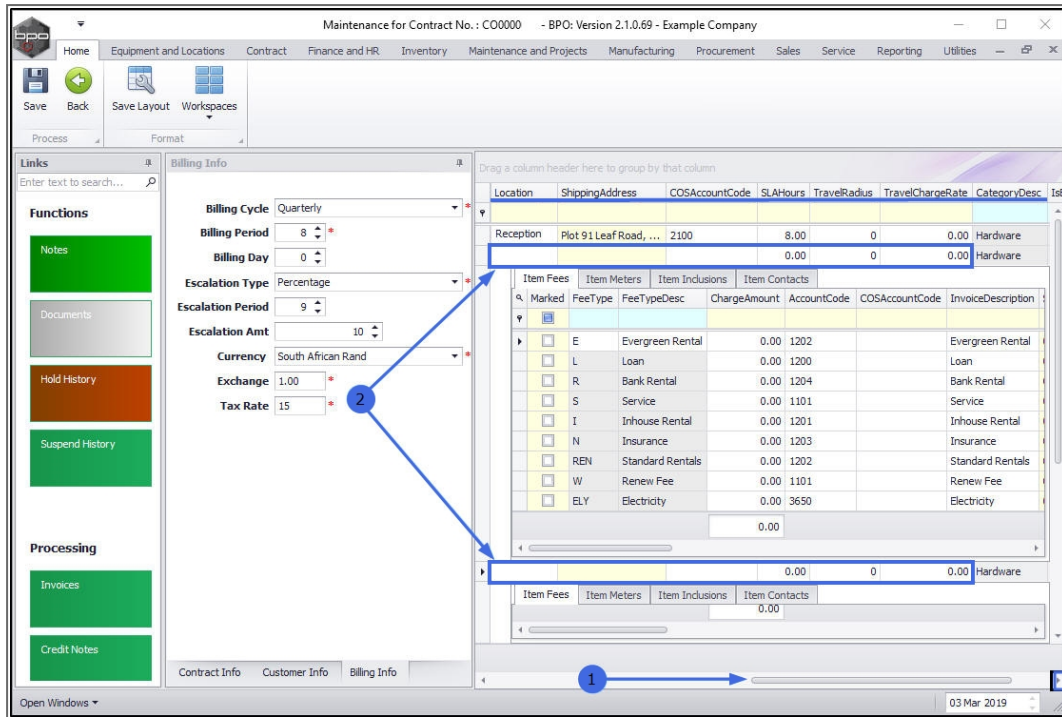 bpo
Maintenance for Contract No. : CO0000 - BPO: Version 2.1.0.69 - Example Company
Home Equipment and Locations Contract Finance and HR Inventory Maintenance and Projects Manufacturing Procurement Sales Service Reporting Utilities
Save Back Save Layout Workspaces
Process Format
Links
Enter text to search...
Functions
Notes
Documents
Hold History
Suspend History
Processing
Invoices
Credit Notes
Billing Info
Billing Cycle Quarterly *
Billing Period 8 *
Billing Day 0
Escalation Type Percentage *
Escalation Period 9
Escalation Amt 10
Currency South African Rand *
Exchange 1.00 *
Tax Rate 15 *
2
Contract Info Customer Info Billing Info
Drag a column header here to group by that column
Location ShippingAddress COSAccountCode SLAHours TravelRadius TravelChargeRate CategoryDesc
Reception Plot 91 Leaf Road, ... 2100 8.00 0 0.00 Hardware
0.00 0 0.00 Hardware
Item Fees Item Meters Item Inclusions Item Contacts
Marked FeeType FeeTypeDesc ChargeAmount AccountCode COSAccountCode InvoiceDescription
E Evergreen Rental 0.00 1202 Evergreen Rental
L Loan 0.00 1200 Loan
R Bank Rental 0.00 1204 Bank Rental
S Service 0.00 1101 Service
I Inhouse Rental 0.00 1201 Inhouse Rental
N Insurance 0.00 1203 Insurance
REN Standard Rentals 0.00 1202 Standard Rentals
W Renew Fee 0.00 1101 Renew Fee
ELY Electricity 0.00 3650 Electricity
0.00
0.00 0 0.00 Hardware
Item Fees Item Meters Item Inclusions Item Contacts
0.00
1
Open Windows 03 Mar 2019